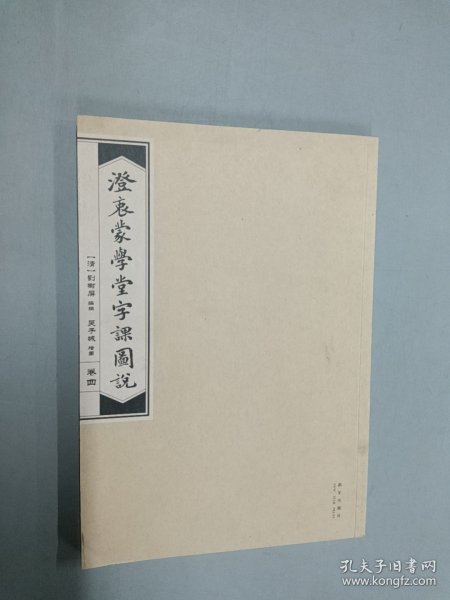 澄衷蒙學堂字課圖說
【清】劉樹屏 編撰 吳子城 繪圖 卷四
孔夫子旧书网
www.kongfz.com